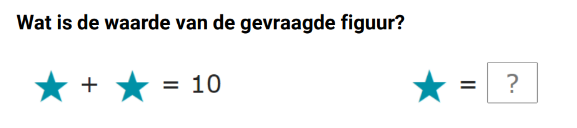 Wat is de waarde van de gevraagde figuur?
★ + ★ = 10 ★ = ?